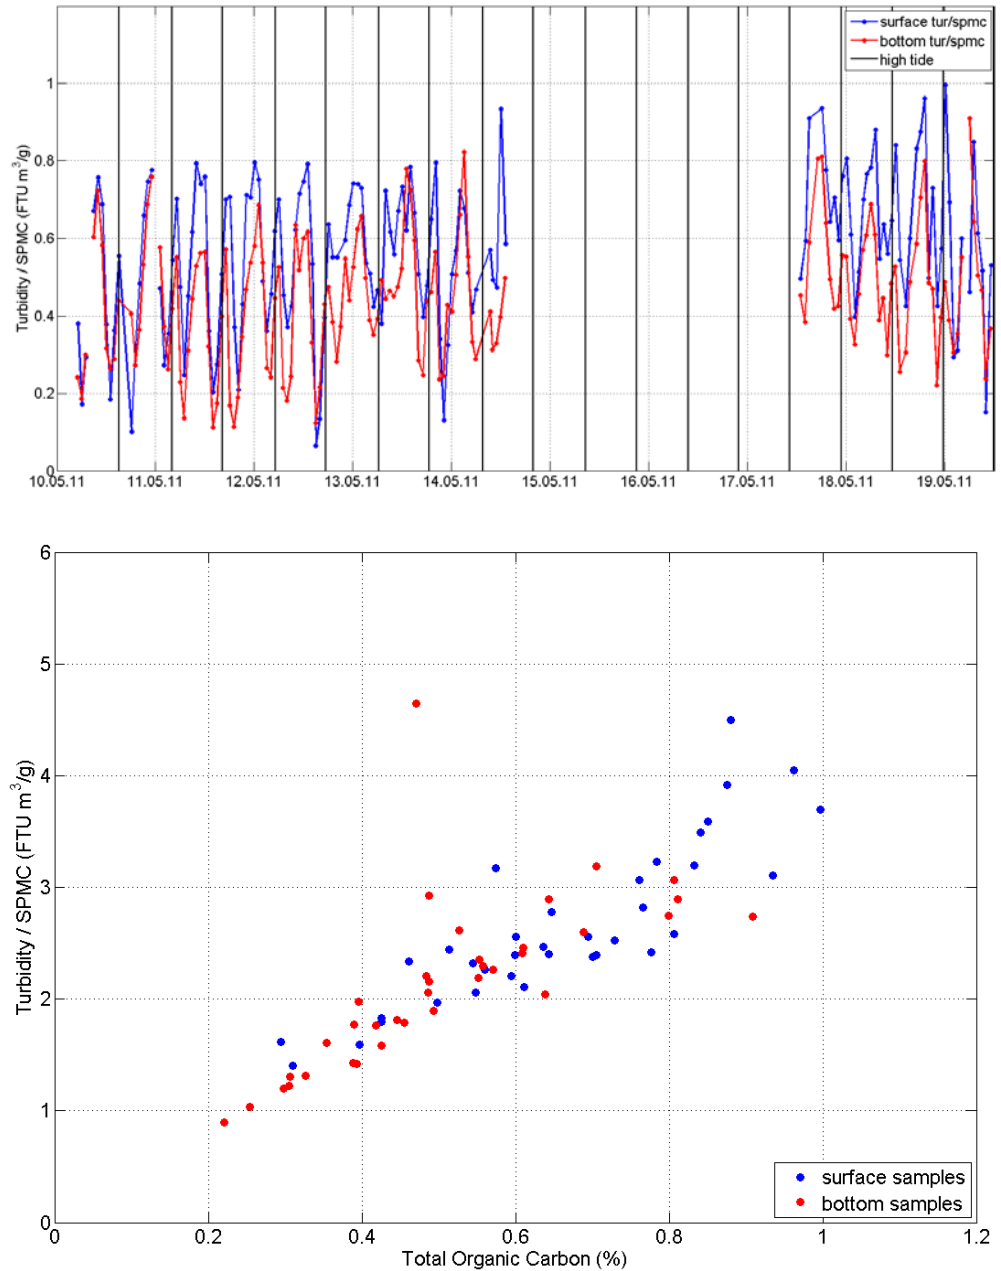 surface tur/spmc
bottom tur/spmc
high tide
Turbidity / SPMC (FTU m³/g)
1
0.8
0.6
0.4
0.2
0
10.05.11 11.05.11 12.05.11 13.05.11 14.05.11 15.05.11 16.05.11 17.05.11 18.05.11 19.05.11
Turbidity / SPMC (FTU m³/g)
6
5
4
3
2
1
0
surface samples
bottom samples
0 0.2 0.4 0.6 0.8 1 1.2
Total Organic Carbon (%)